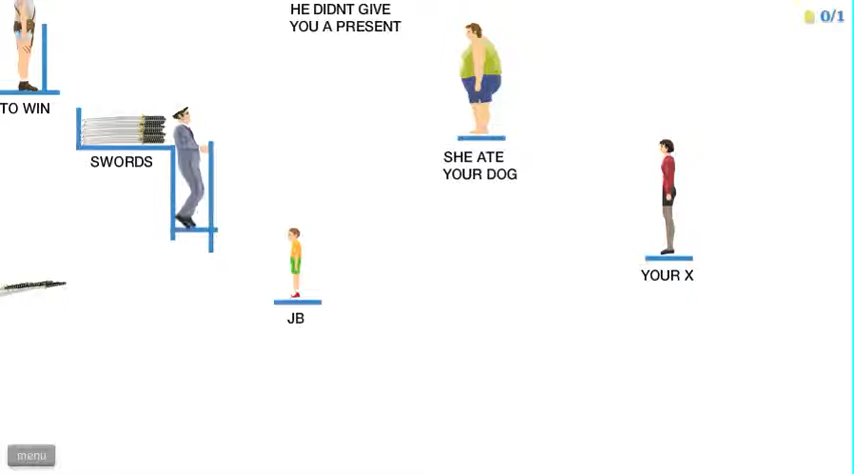 HE DIDNT GIVE
YOU A PRESENT
0/1
TO WIN
SWORDS
SHE ATE
YOUR DOG
YOUR X
JB
menu